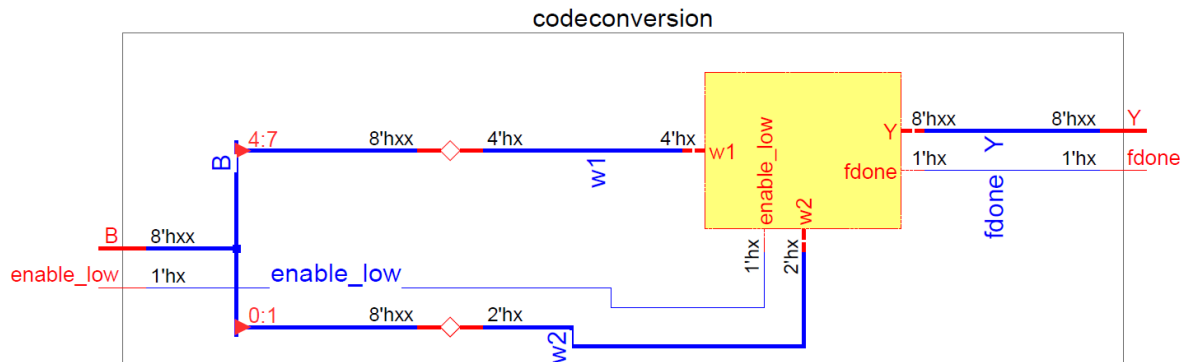 codeconversion
8'hxx 8'hxx Y
4:7 8'hxx 4'hx 4'hx Y Y
B w1 w1 enable_low fdone 1'hx 1'hx fdone
w2 fdone
B 8'hxx
enable_low 1'hx enable_low 1'hx 2'hx
0:1 8'hxx 2'hx
w2